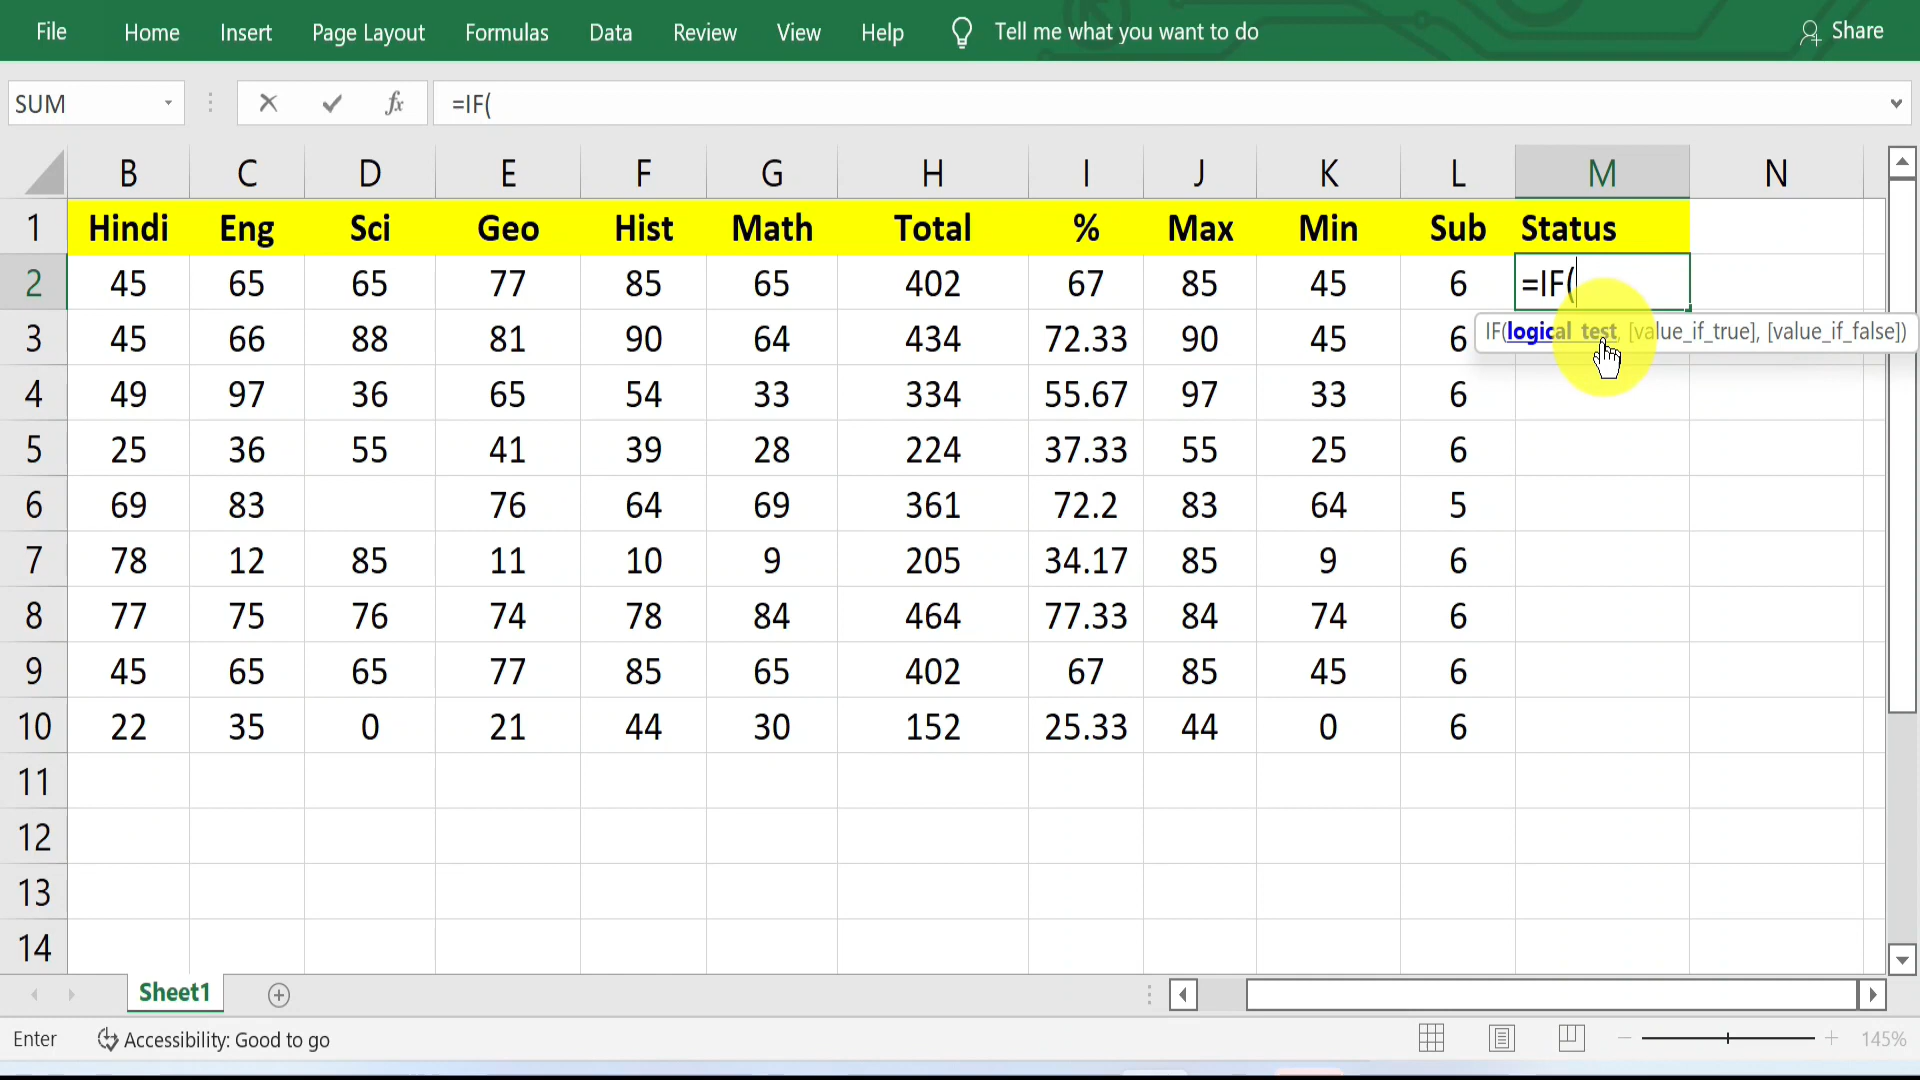 File Home Insert Page Layout Formulas Data Review View Help Tell me what you want to do Share
SUM =IF(
B C D E F G H I J K L M N
1 Hindi Eng Sci Geo Hist Math Total % Max Min Sub Status
2 45 65 65 77 85 65 402 67 85 45 6 =IF(
IF(logical_test, [value_if_true], [value_if_false])
3 45 66 88 81 90 64 434 72.33 90 45 6
4 49 97 36 65 54 33 334 55.67 97 33 6
5 25 36 55 41 39 28 224 37.33 55 25 6
6 69 83 76 64 69 361 72.2 83 64 5
7 78 12 85 11 10 9 205 34.17 85 9 6
8 77 75 76 74 78 84 464 77.33 84 74 6
9 45 65 65 77 85 65 402 67 85 45 6
10 22 35 0 21 44 30 152 25.33 44 0 6
11
12
13
14
Sheet1
Enter Accessibility: Good to go 145%